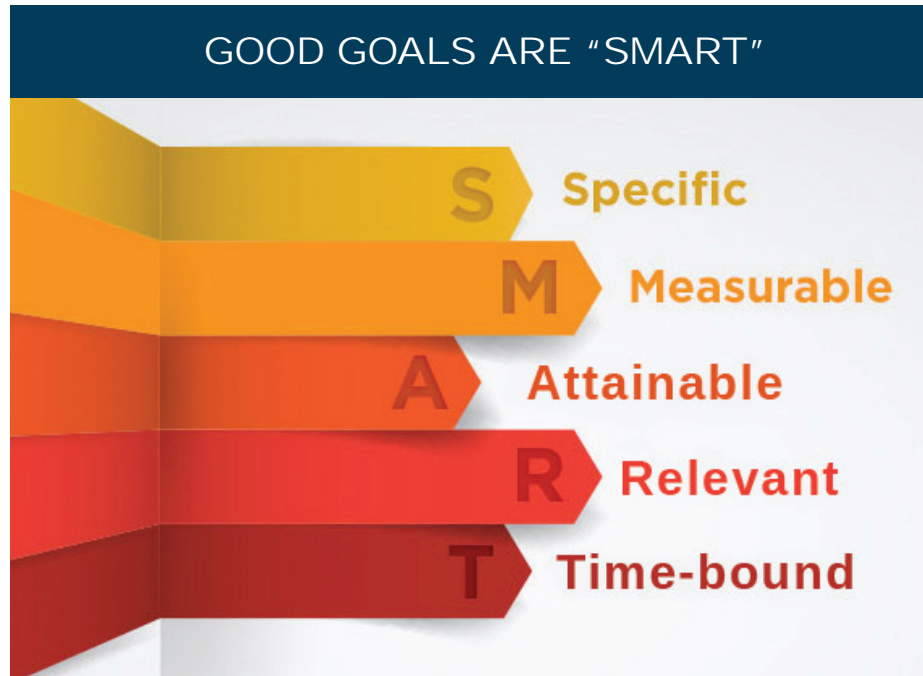 GOOD GOALS ARE “SMART”
S Specific
M Measurable
A Attainable
R Relevant
T Time-bound